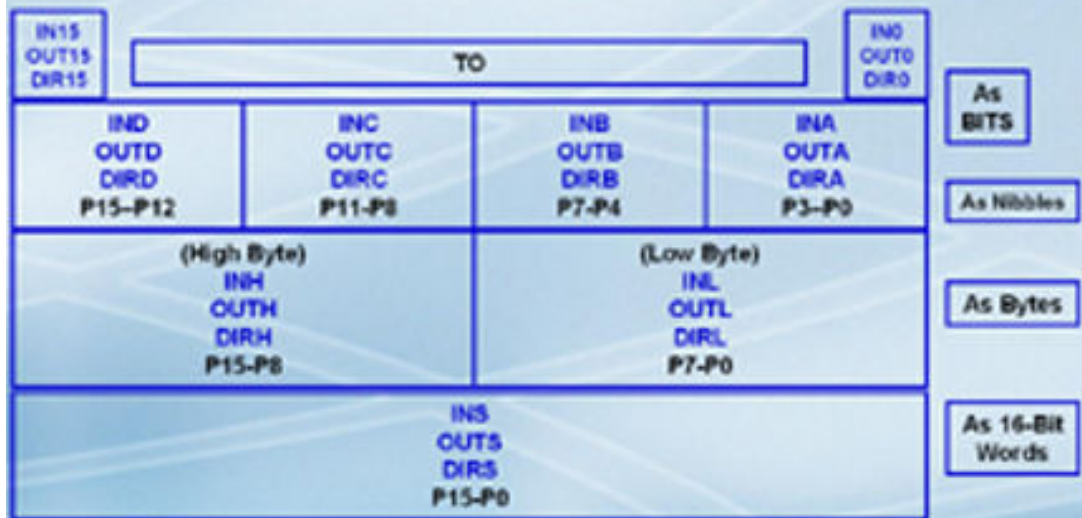 IN15
OUT15
DIR15
TO
IN0
OUT0
DIR0
As
BITS
IND
OUTD
DIRD
P15--P12
INC
OUTC
DIRC
P11-P8
INB
OUTB
DIRB
P7-P4
INA
OUTA
DIRA
P3--P0
As Nibbles
(High Byte)
INH
OUTH
DIRH
P15-P8
(Low Byte)
INL
OUTL
DIRL
P7-P0
As Bytes
INS
OUTS
DIRS
P15-P0
As 16-Bit
Words